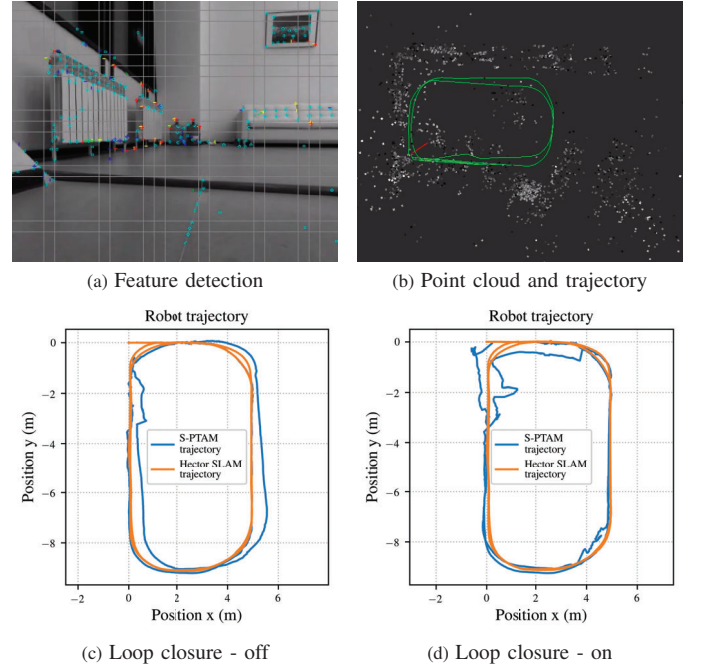 (a) Feature detection
(b) Point cloud and trajectory
Robot trajectory
0
−2
−4
−6
−8
Position y (m)
S-PTAM
trajectory
Hector SLAM
trajectory
−2
0
2
4
6
Position x (m)
(c) Loop closure - off
Robot trajectory
0
−2
−4
−6
−8
Position y (m)
S-PTAM
trajectory
Hector SLAM
trajectory
−2
0
2
4
6
Position x (m)
(d) Loop closure - on